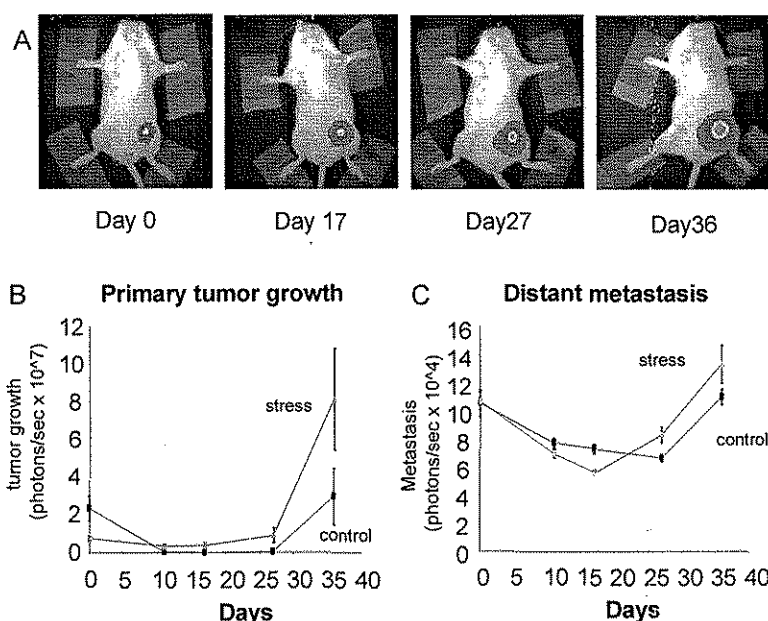 A
Day 0
Day 17
Day27
Day36
B
Primary tumor growth
tumor growth
(photons/sec x 10^7)
12
10
8
6
4
2
0
stress
control
0 5 10 15 20 25 30 35 40
Days
C
Distant metastasis
Metastasis
(photons/sec x 10^4)
16
14
12
10
8
6
4
2
0
stress
control
0 5 10 15 20 25 30 35 40
Days